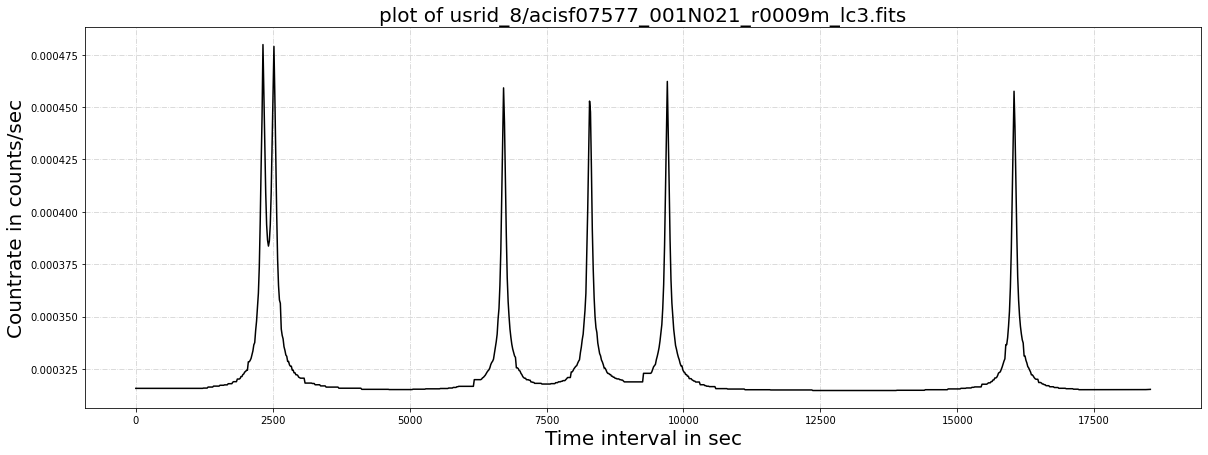 plot of usrid_8/acisf07577_001N021_r0009m_lc3.fits
Countrate in counts/sec
0.000475
0.000450
0.000425
0.000400
0.000375
0.000350
0.000325
0 2500 5000 7500 10000 12500 15000 17500
Time interval in sec